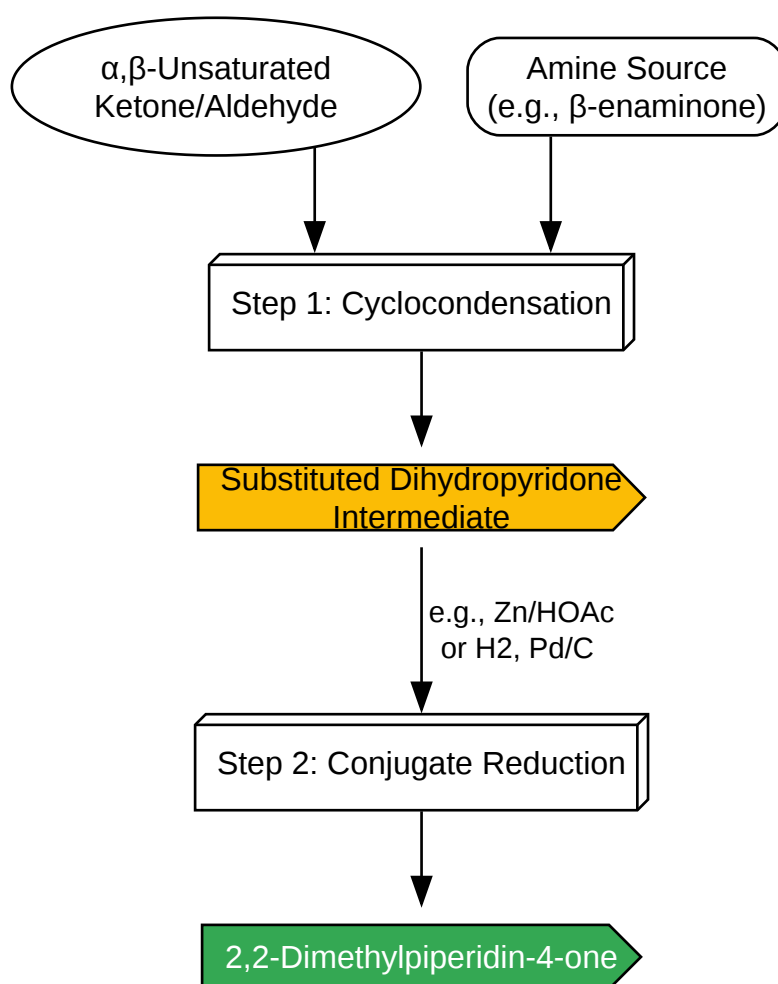 α,β-Unsaturated
Ketone/Aldehyde
Amine Source
(e.g., β-enaminone)
Step 1: Cyclocondensation
Substituted Dihydropyridone
Intermediate
e.g., Zn/HOAc
or H2, Pd/C
Step 2: Conjugate Reduction
2,2-Dimethylpiperidin-4-one